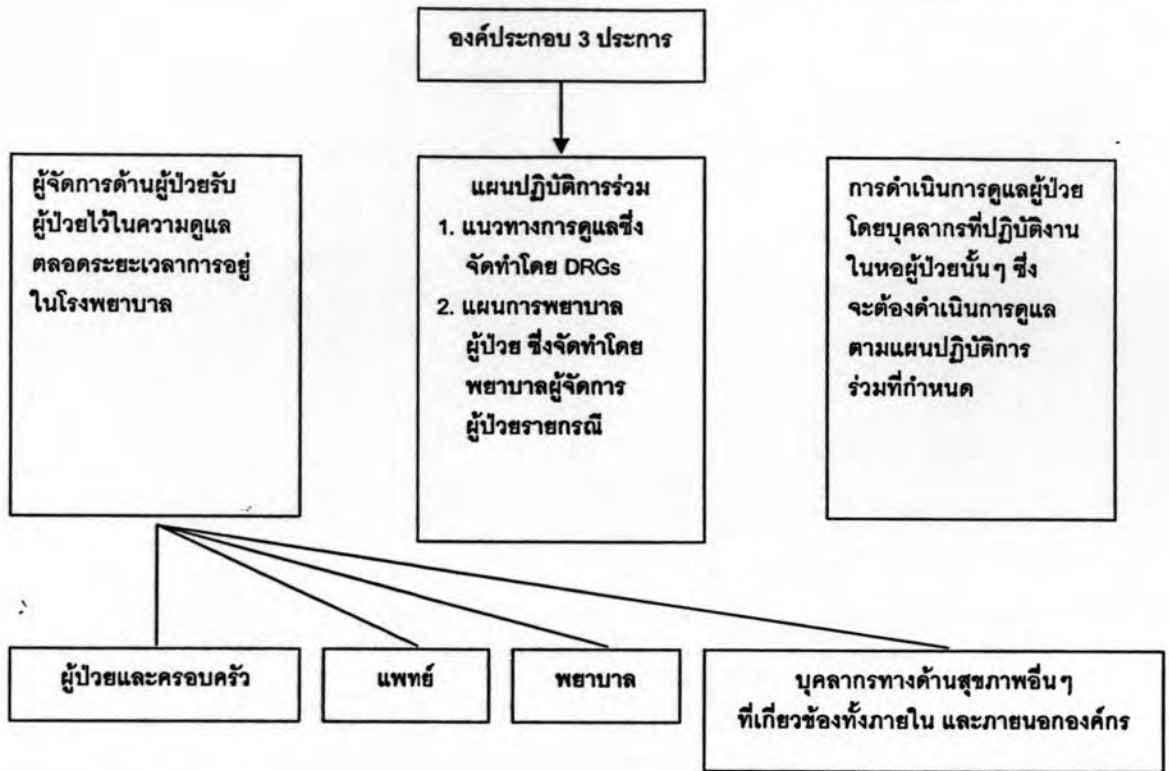 องค์ประกอบ 3 ประการ
ผู้จัดการด้านผู้ป่วยรับ
ผู้ป่วยไว้ในความดูแล
ตลอดระยะเวลาการอยู่
ในโรงพยาบาล
แผนปฏิบัติการร่วม
1. แนวทางการดูแลซึ่ง
จัดทำโดย DRGs
2. แผนการพยาบาล
ผู้ป่วย ซึ่งจัดทำโดย
พยาบาลผู้จัดการ
ผู้ป่วยรายกรณี
การดำเนินการดูแลผู้ป่วย
โดยบุคลากรที่ปฏิบัติงาน
ในหอผู้ป่วยนั้นๆ ซึ่ง
จะต้องดำเนินการดูแล
ตามแผนปฏิบัติการ
ร่วมที่กำหนด
ผู้ป่วยและครอบครัว
แพทย์
พยาบาล
บุคลากรทางด้านสุขภาพอื่นๆ
ที่เกี่ยวข้องทั้งภายใน และภายนอกองค์กร